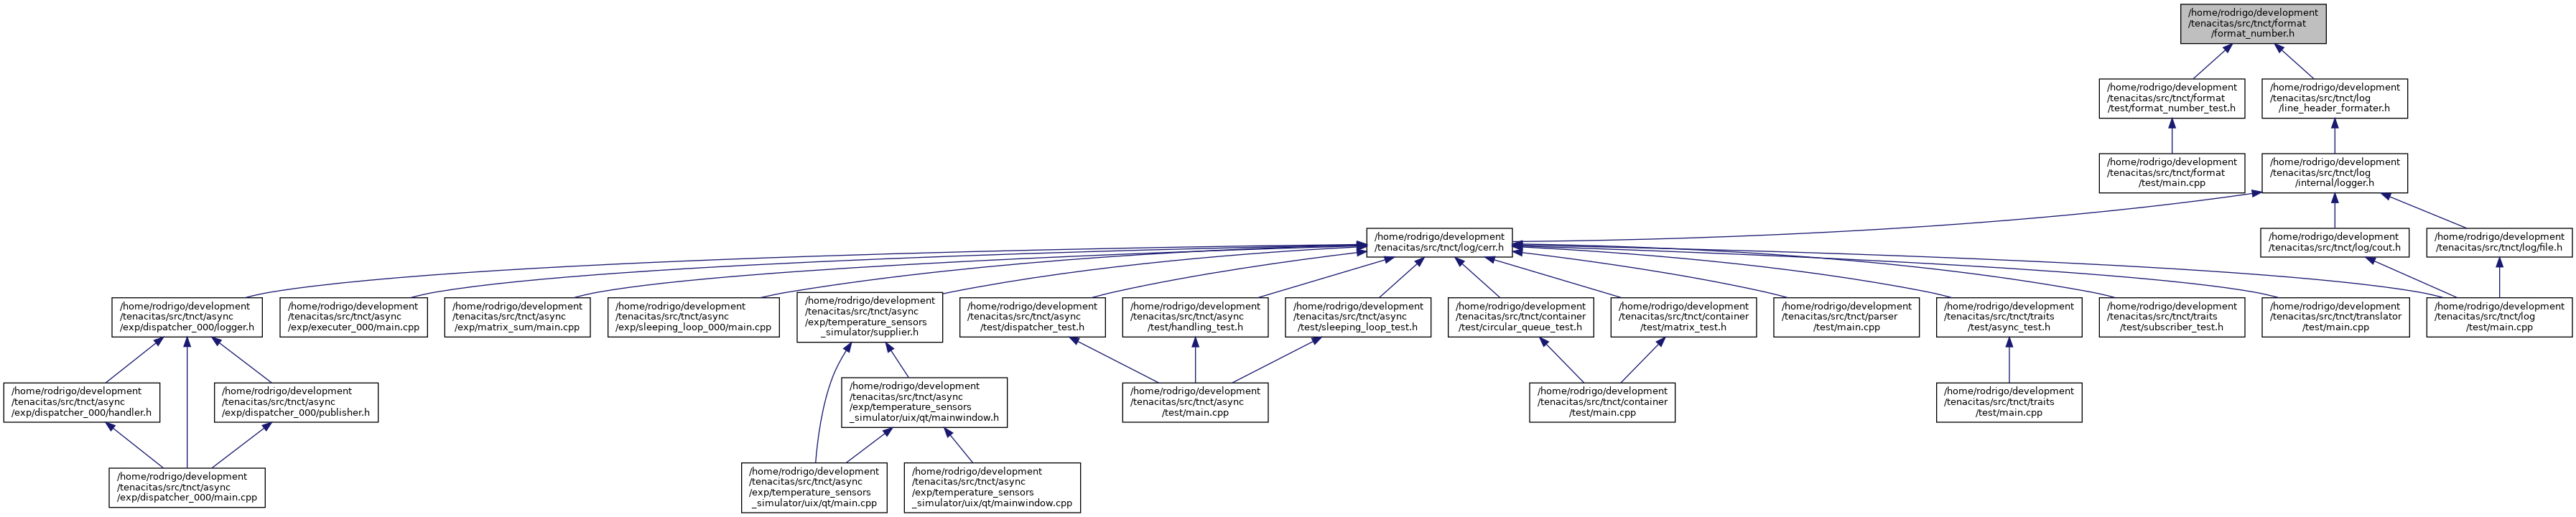 /home/rodrigo/development
/tenacitas/src/tnct/format
/format_number.h
/home/rodrigo/development
/tenacitas/src/tnct/format
/test/format_number_test.h
/home/rodrigo/development
/tenacitas/src/tnct/log
/line_header_formater.h
/home/rodrigo/development
/tenacitas/src/tnct/format
/test/main.cpp
/home/rodrigo/development
/tenacitas/src/tnct/log
/internal/logger.h
/home/rodrigo/development
/tenacitas/src/tnct/log/cerr.h
/home/rodrigo/development
/tenacitas/src/tnct/log/cout.h
/home/rodrigo/development
/tenacitas/src/tnct/log/file.h
/home/rodrigo/development
/tenacitas/src/tnct/async
/exp/dispatcher_000/logger.h
/home/rodrigo/development
/tenacitas/src/tnct/async
/exp/executer_000/main.cpp
/home/rodrigo/development
/tenacitas/src/tnct/async
/exp/matrix_sum/main.cpp
/home/rodrigo/development
/tenacitas/src/tnct/async
/exp/sleeping_loop_000/main.cpp
/home/rodrigo/development
/tenacitas/src/tnct/async
/exp/temperature_sensors
_simulator/supplier.h
/home/rodrigo/development
/tenacitas/src/tnct/async
/test/dispatcher_test.h
/home/rodrigo/development
/tenacitas/src/tnct/async
/test/handling_test.h
/home/rodrigo/development
/tenacitas/src/tnct/async
/test/sleeping_loop_test.h
/home/rodrigo/development
/tenacitas/src/tnct/container
/test/circular_queue_test.h
/home/rodrigo/development
/tenacitas/src/tnct/container
/test/matrix_test.h
/home/rodrigo/development
/tenacitas/src/tnct/parser
/test/main.cpp
/home/rodrigo/development
/tenacitas/src/tnct/traits
/test/async_test.h
/home/rodrigo/development
/tenacitas/src/tnct/traits
/test/subscriber_test.h
/home/rodrigo/development
/tenacitas/src/tnct/translator
/test/main.cpp
/home/rodrigo/development
/tenacitas/src/tnct/log
/test/main.cpp
/home/rodrigo/development
/tenacitas/src/tnct/async
/exp/dispatcher_000/handler.h
/home/rodrigo/development
/tenacitas/src/tnct/async
/exp/dispatcher_000/publisher.h
/home/rodrigo/development
/tenacitas/src/tnct/async
/exp/temperature_sensors
_simulator/uix/qt/mainwindow.h
/home/rodrigo/development
/tenacitas/src/tnct/async
/test/main.cpp
/home/rodrigo/development
/tenacitas/src/tnct/container
/test/main.cpp
/home/rodrigo/development
/tenacitas/src/tnct/traits
/test/main.cpp
/home/rodrigo/development
/tenacitas/src/tnct/async
/exp/dispatcher_000/main.cpp
/home/rodrigo/development
/tenacitas/src/tnct/async
/exp/temperature_sensors
_simulator/uix/qt/main.cpp
/home/rodrigo/development
/tenacitas/src/tnct/async
/exp/temperature_sensors
_simulator/uix/qt/mainwindow.cpp